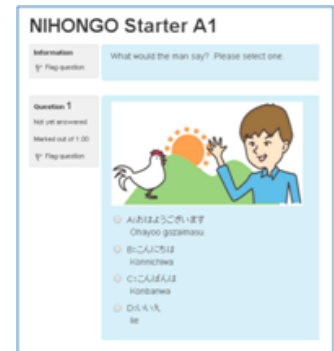 NIHONGO Starter A1
Information
Flag question
What would the man say? Please select one.
Question 1
Not yet answered
Marked out of 1.00
Flag question
A:おはようございます
Ohayoo gozaimasu
B:こんにちは
Konnichiwa
C:こんばんは
Konbanwa
D:いいえ
Iie